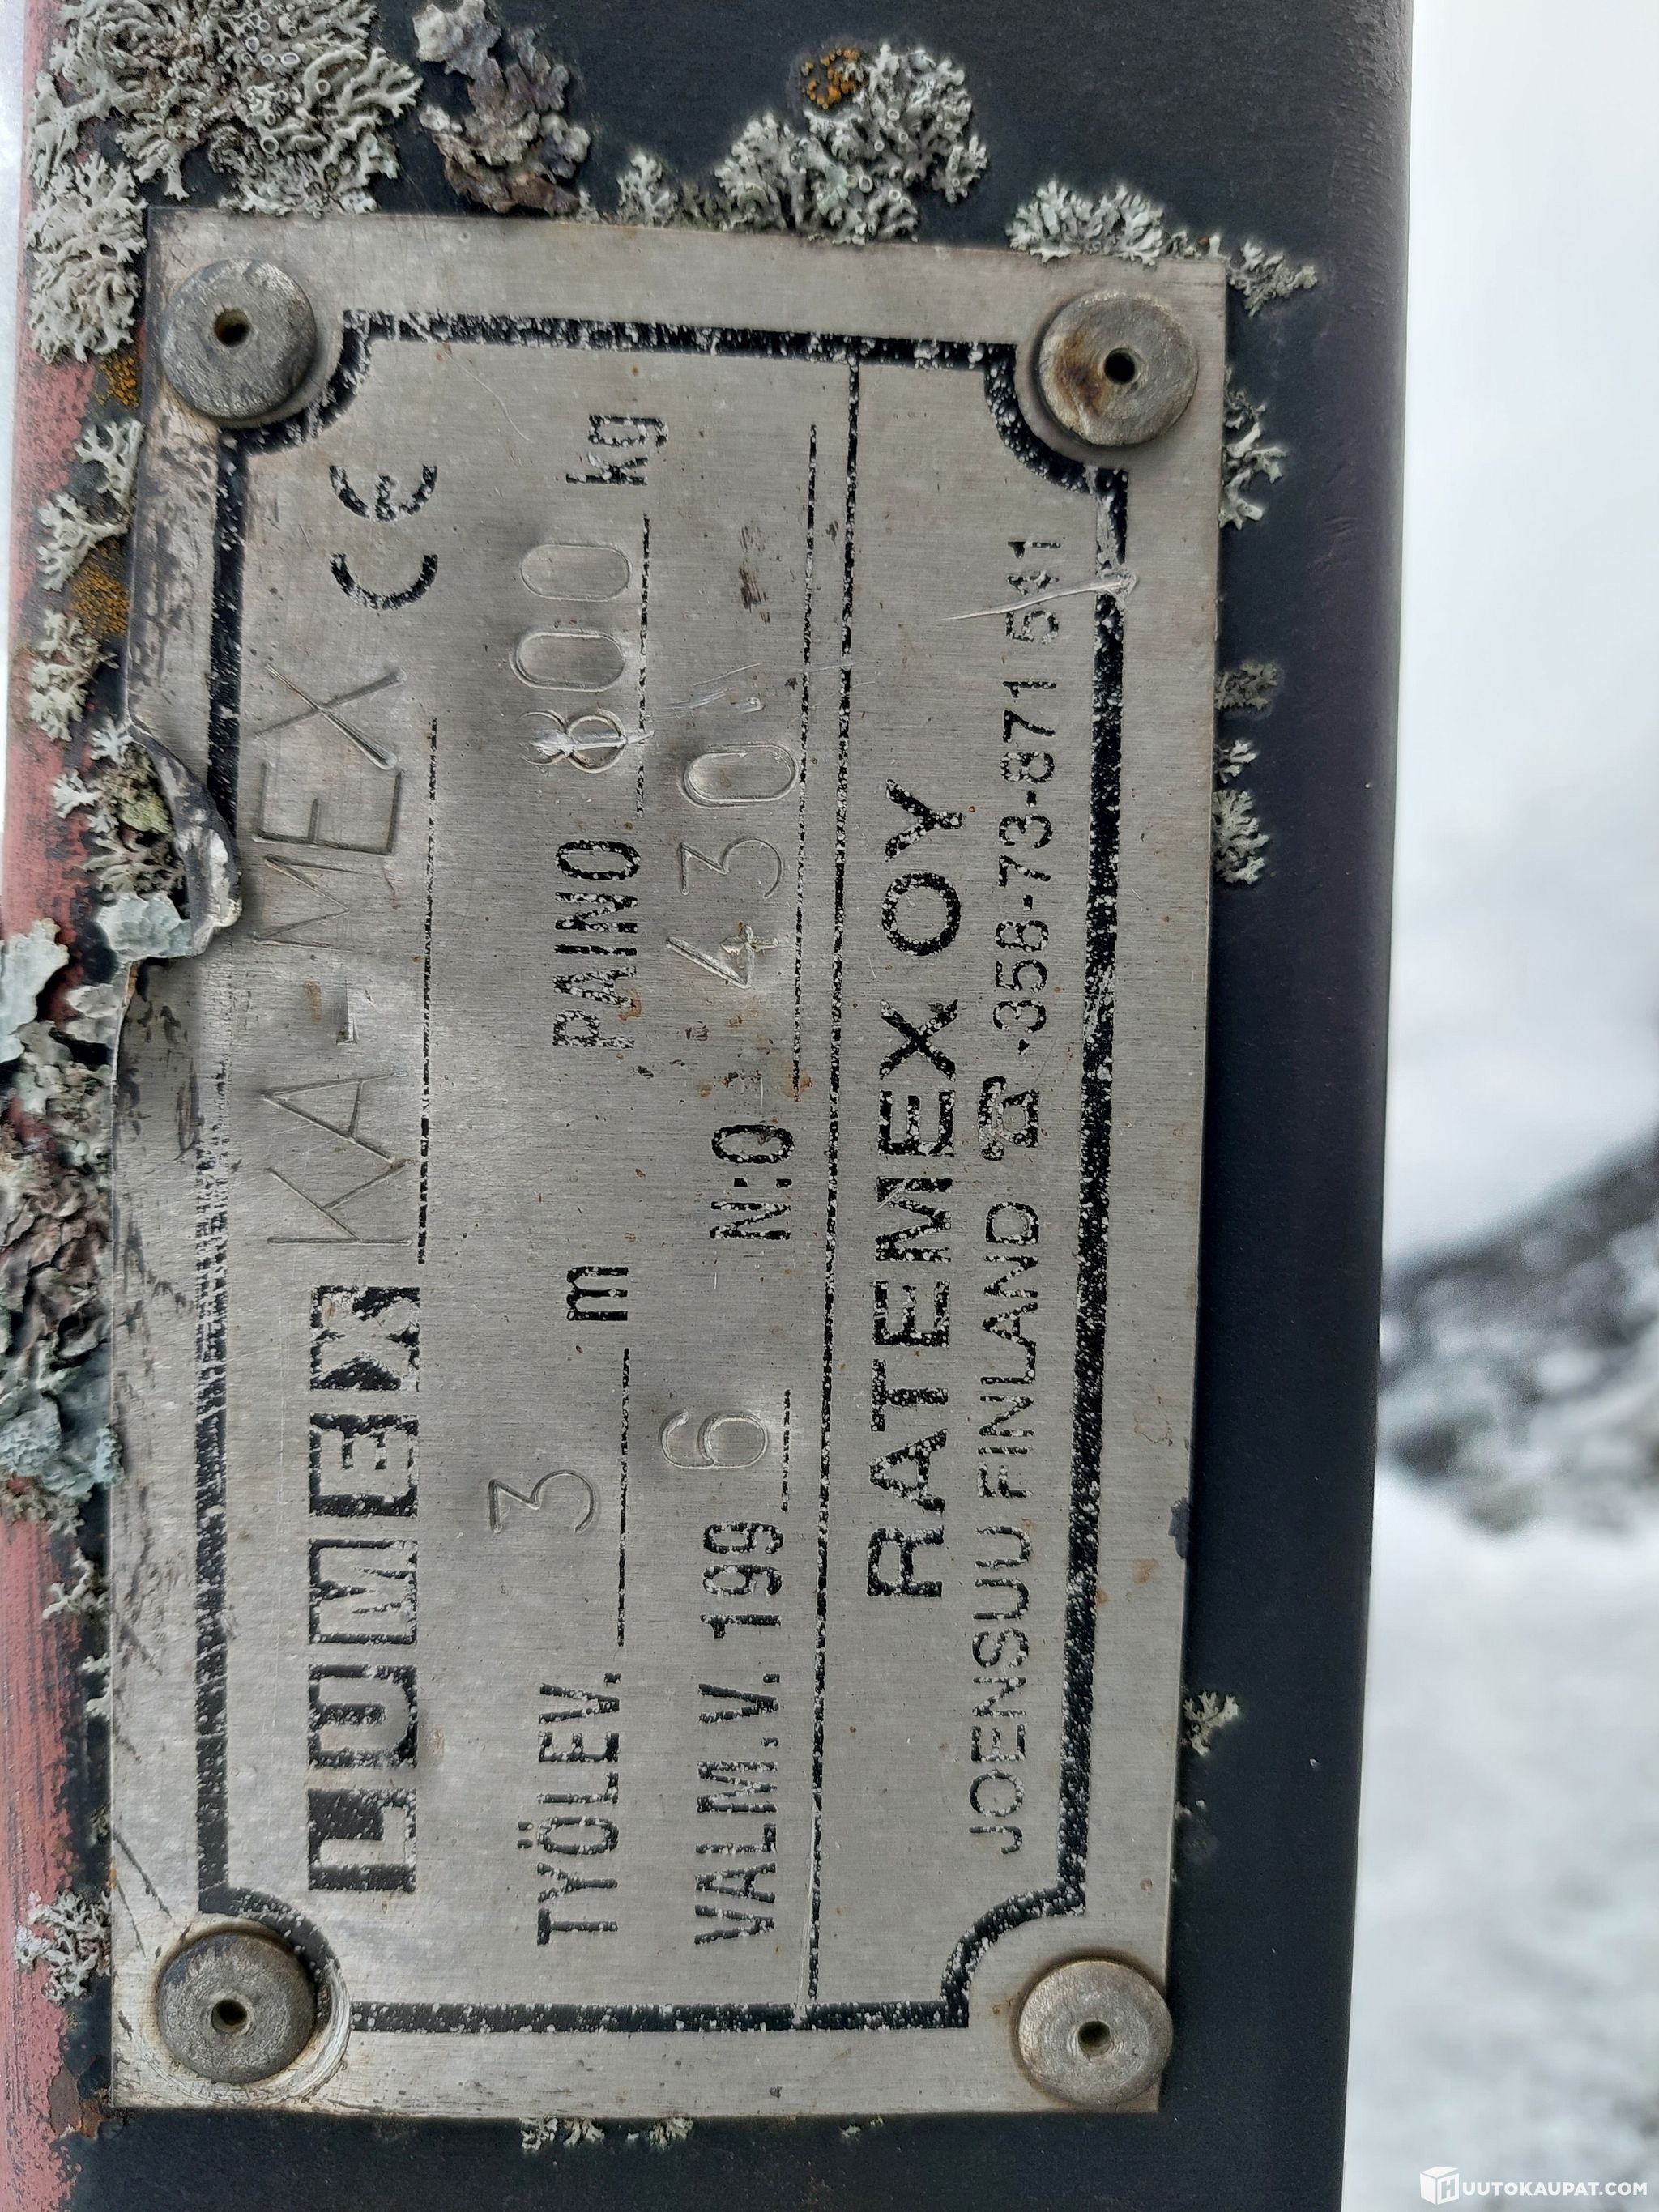 LUMEX KA-MEX CE
TYÖLEV. 3 m PAINO 800 kg
VALM.V. 1996 N:O 430
RATEMEX OY
JOENSUU FINLAND ☎ -358-73-871 511
HUUTOKAUPAT.COM